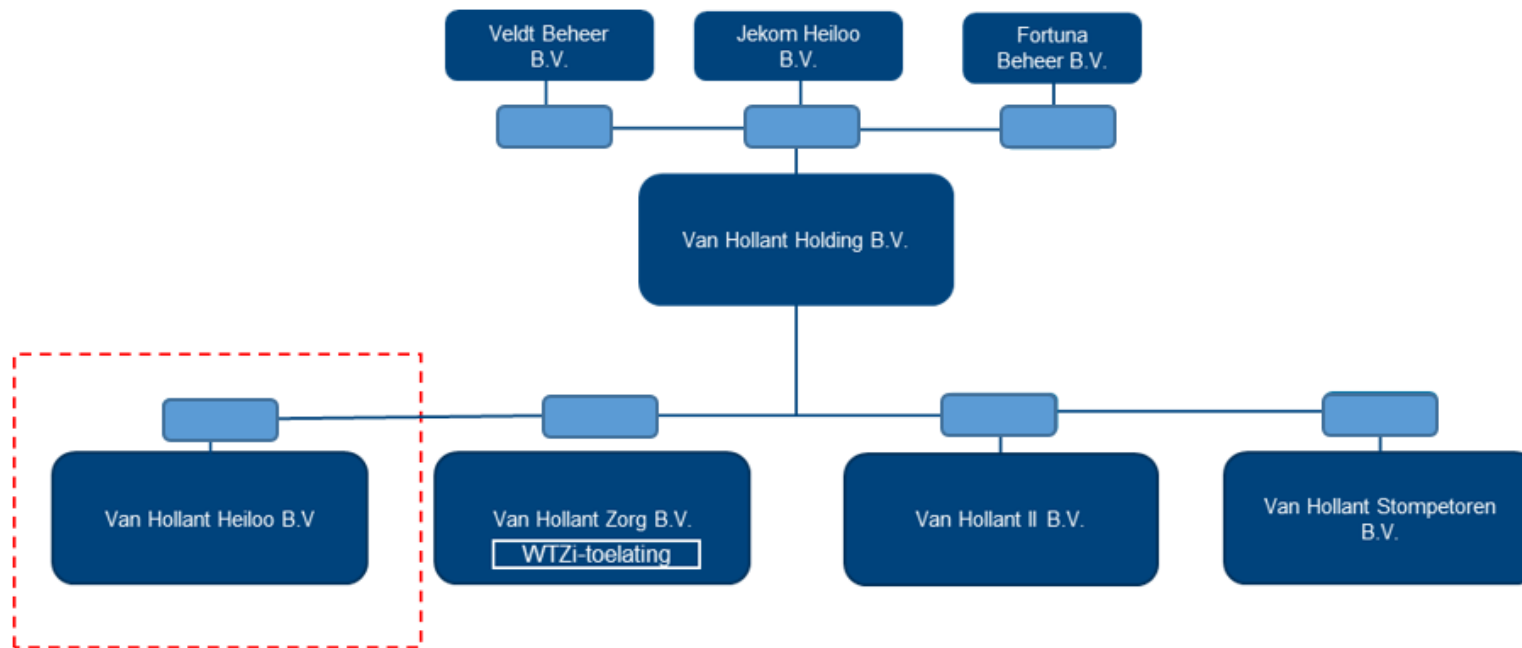 Veldt Beheer
B.V.
Jekom Heiloo
B.V.
Fortuna
Beheer B.V.
Van Hollant Holding B.V.
Van Hollant Heiloo B.V
Van Hollant Zorg B.V.
WTZi-toelating
Van Hollant II B.V.
Van Hollant Stompetoren
B.V.